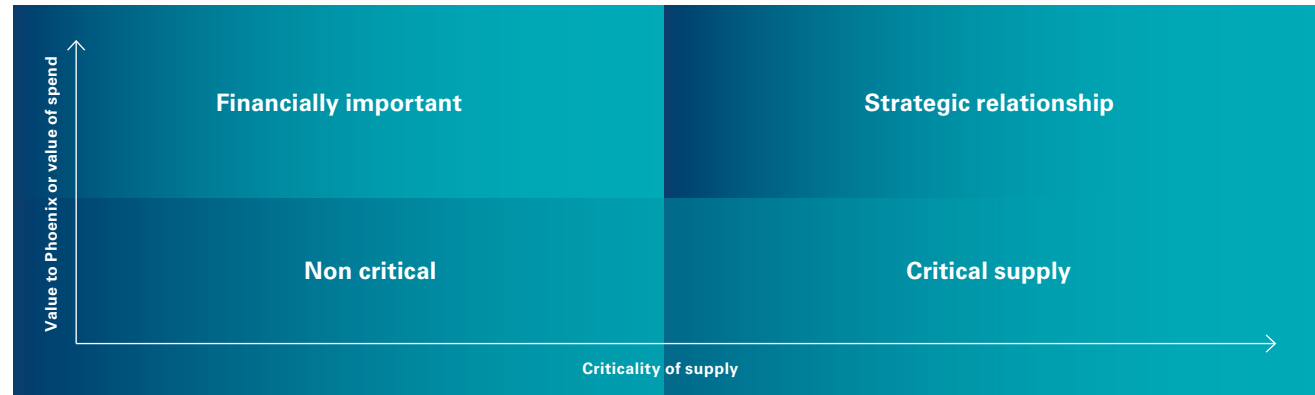 Value to Phoenix or value of spend
Financially important
Strategic relationship
Non critical
Critical supply
Criticality of supply